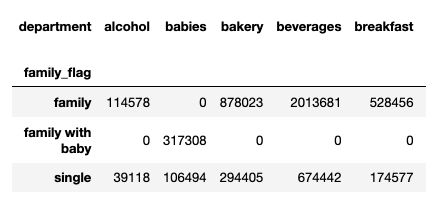 department alcohol babies bakery beverages breakfast
family_flag
family 114578 0 878023 2013681 528456
family with
baby 0 317308 0 0 0
single 39118 106494 294405 674442 174577